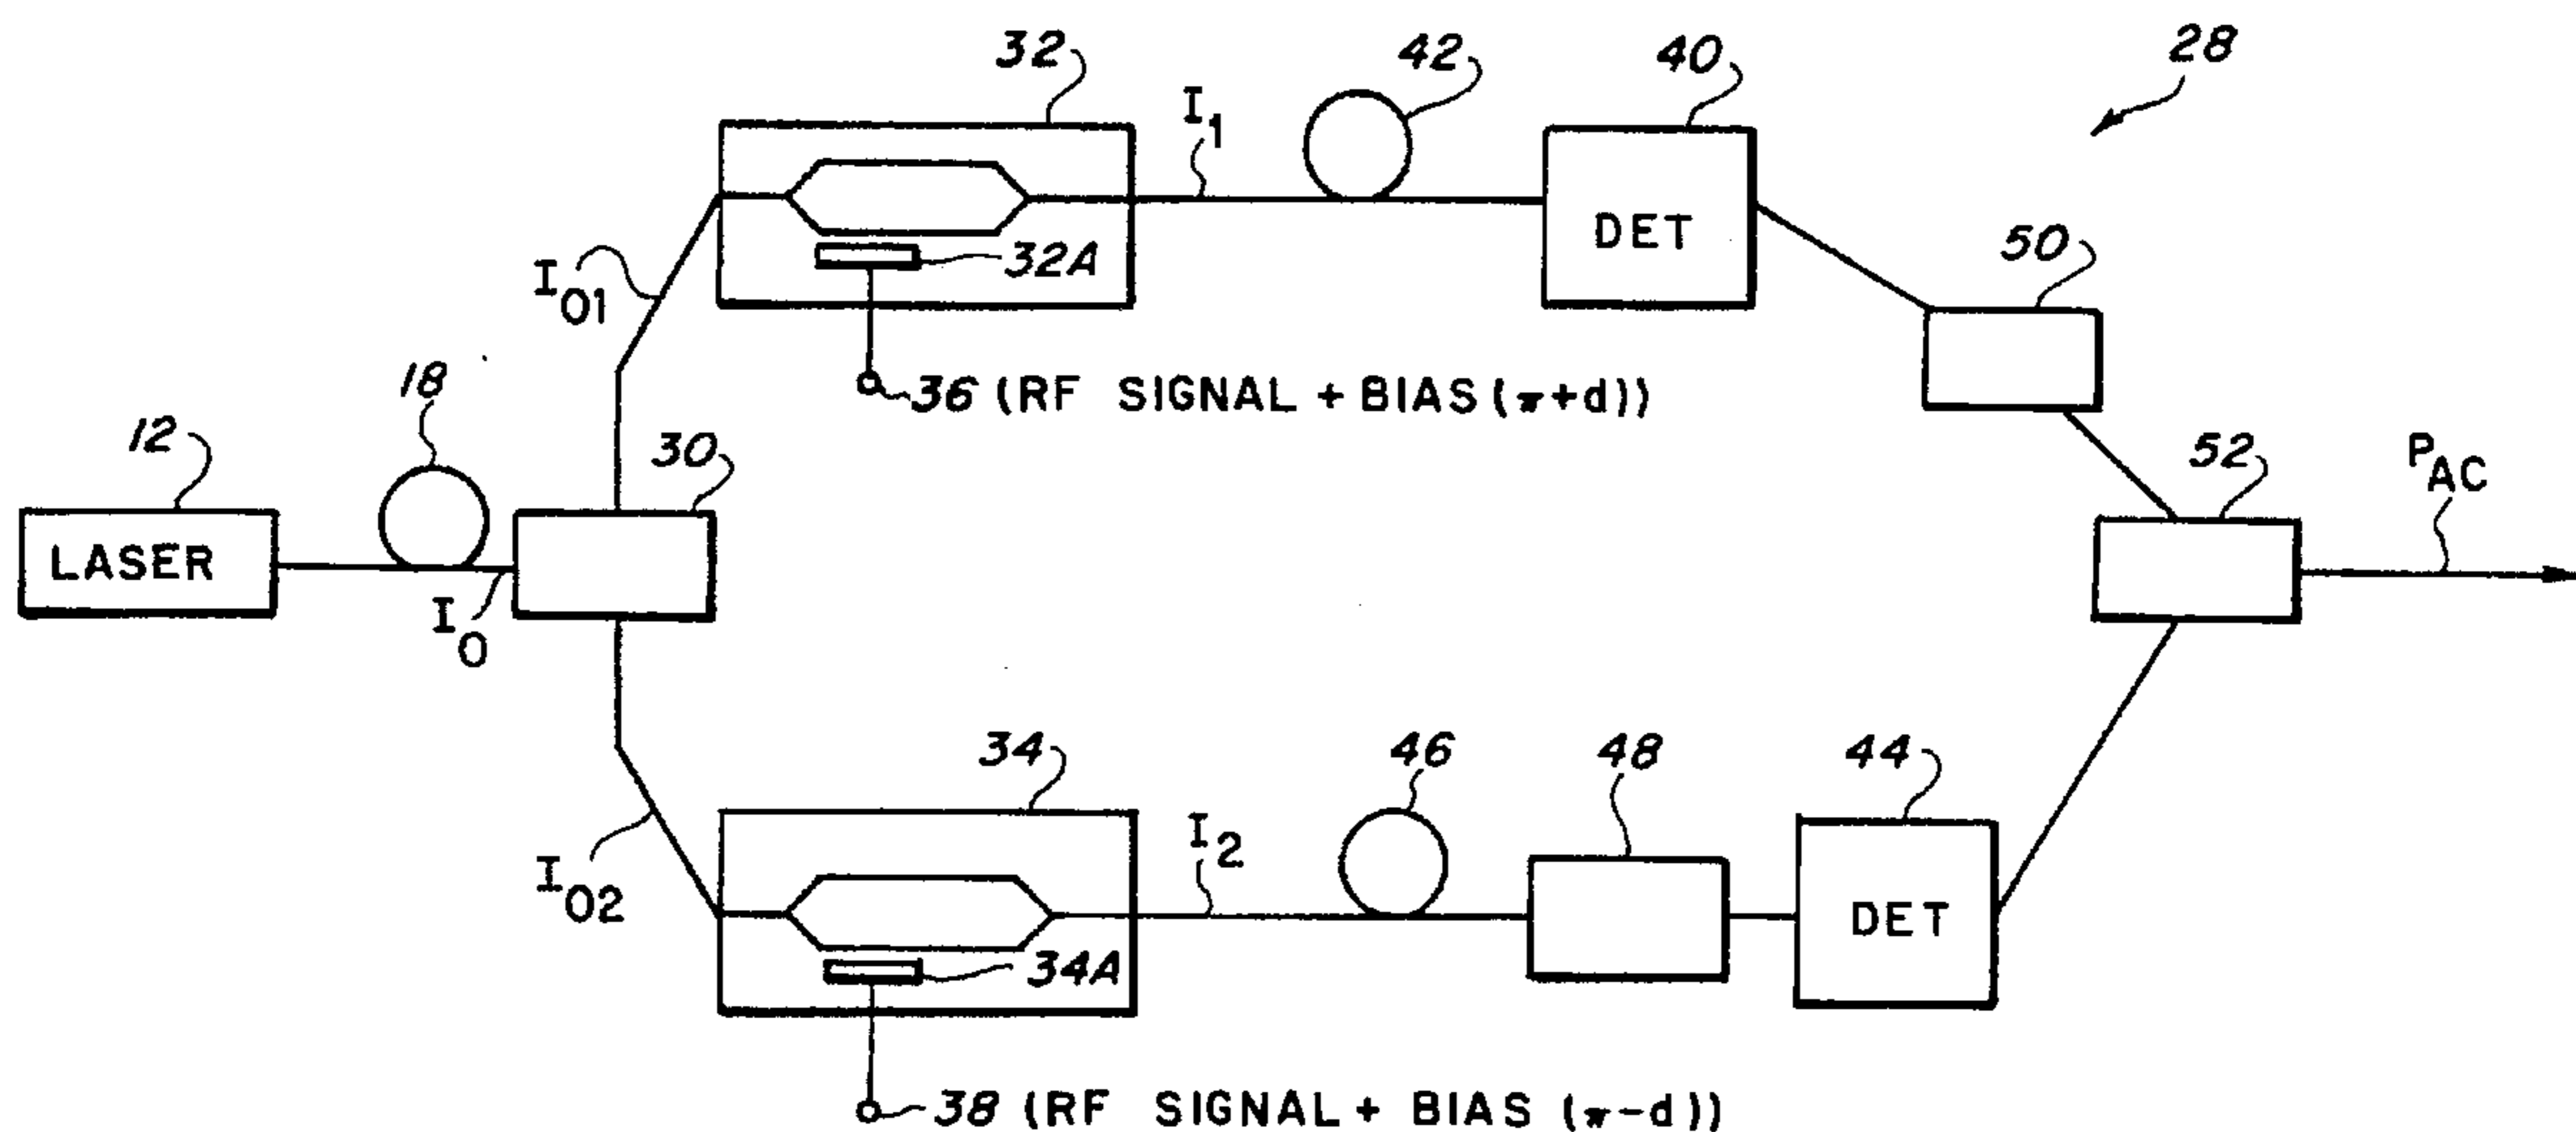 32
42
40
28
I1
DET
32A
50
I01
36 (RF SIGNAL + BIAS (π+d))
18
12
30
52
PAC
LASER
I0
34
46
48
44
I2
I02
DET
34A
38 (RF SIGNAL + BIAS (π-d))